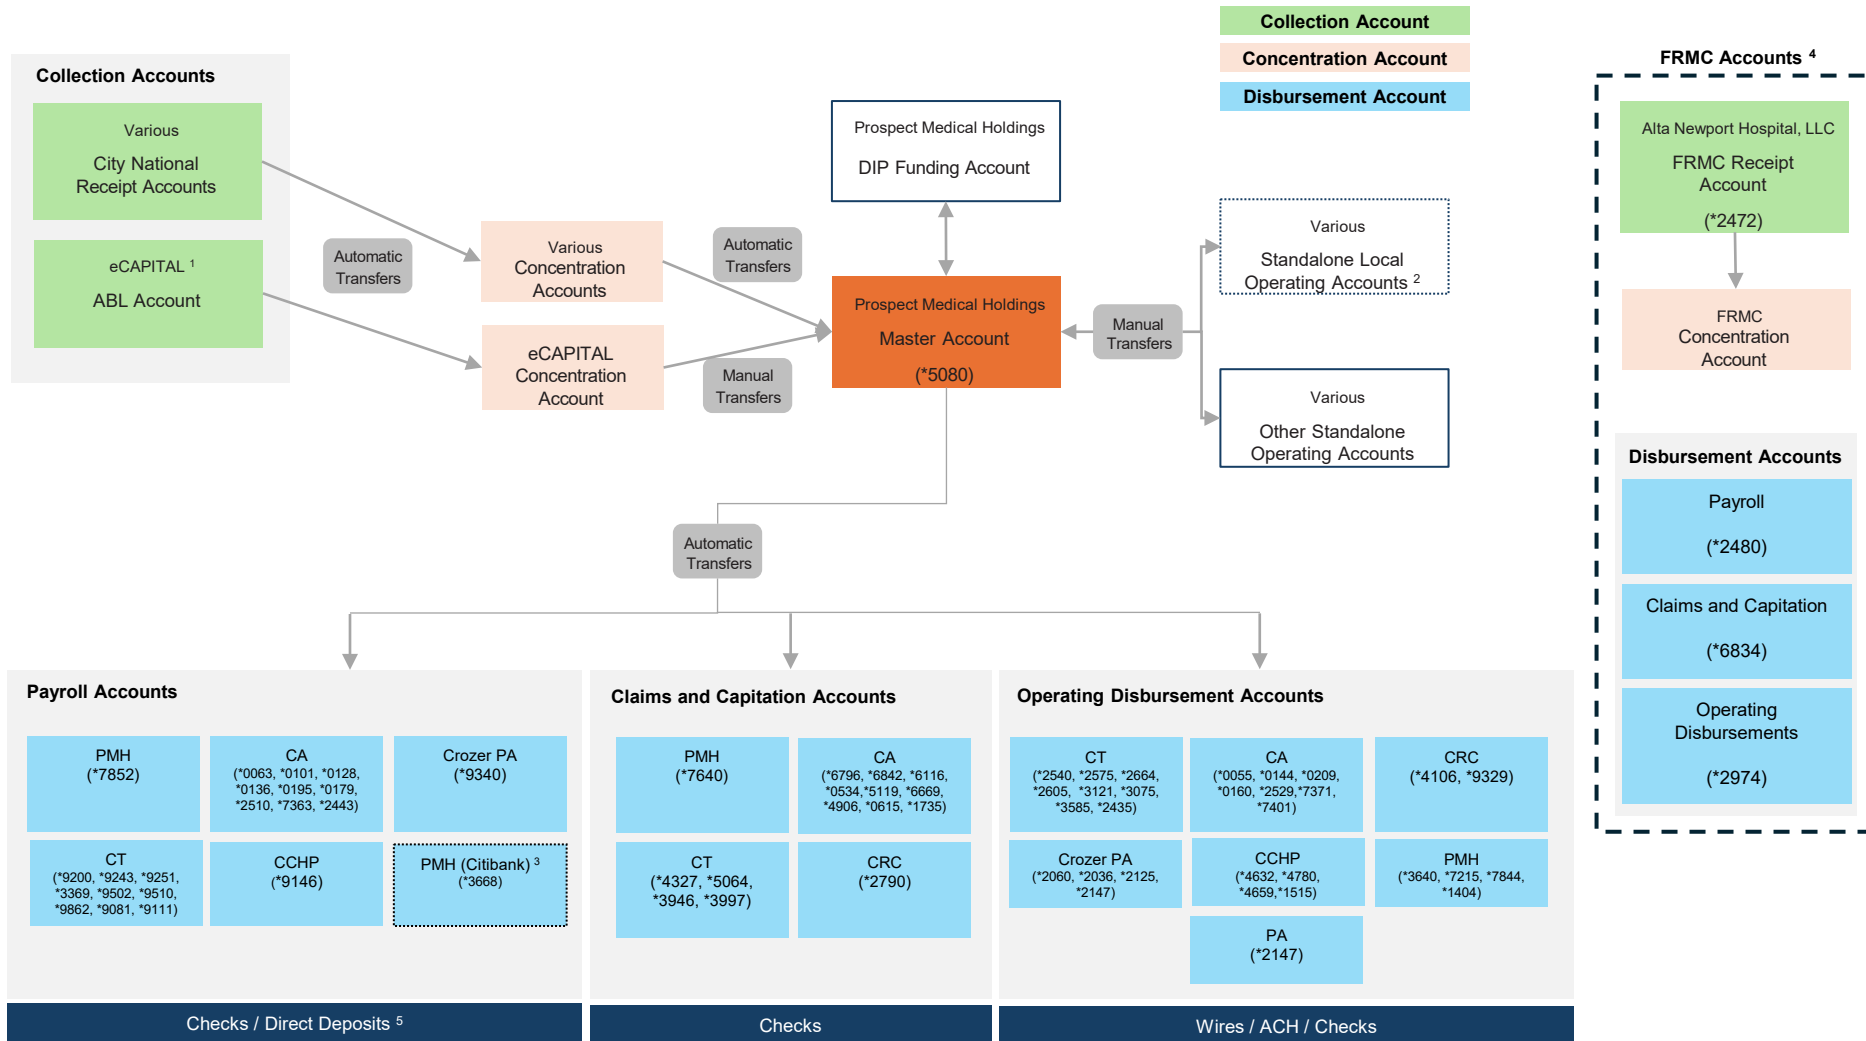 Collection Account
Concentration Account
Disbursement Account
Collection Accounts
Various
City National
Receipt Accounts
eCAPITAL ¹
ABL Account
Automatic
Transfers
Various
Concentration
Accounts
eCAPITAL
Concentration
Account
Automatic
Transfers
Manual
Transfers
Prospect Medical Holdings
DIP Funding Account
Prospect Medical Holdings
Master Account
(*5080)
Manual
Transfers
Various
Standalone Local
Operating Accounts ²
Various
Other Standalone
Operating Accounts
Automatic
Transfers
FRMC Accounts ⁴
Alta Newport Hospital, LLC
FRMC Receipt
Account
(*2472)
FRMC
Concentration
Account
Disbursement Accounts
Payroll
(*2480)
Claims and Capitation
(*6834)
Operating
Disbursements
(*2974)
Payroll Accounts
PMH
(*7852)
CA
(*0063, *0101, *0128,
*0136, *0195, *0179,
*2510, *7363, *2443)
Crozer PA
(*9340)
CT
(*9200, *9243, *9251,
*3369, *9502, *9510,
*9862, *9081, *9111)
CCHP
(*9146)
PMH (Citibank) ³
(*3668)
Checks / Direct Deposits ⁵
Claims and Capitation Accounts
PMH
(*7640)
CA
(*6796, *6842, *6116,
*0534,*5119, *6669,
*4906, *0615, *1735)
CT
(*4327, *5064,
*3946, *3997)
CRC
(*2790)
Checks
Operating Disbursement Accounts
CT
(*2540, *2575, *2664,
*2605, *3121, *3075,
*3585, *2435)
CA
(*0055, *0144, *0209,
*0160, *2529,*7371,
*7401)
CRC
(*4106, *9329)
Crozer PA
(*2060, *2036, *2125,
*2147)
CCHP
(*4632, *4780,
*4659,*1515)
PMH
(*3640, *7215, *7844,
*1404)
PA
(*2147)
Wires / ACH / Checks